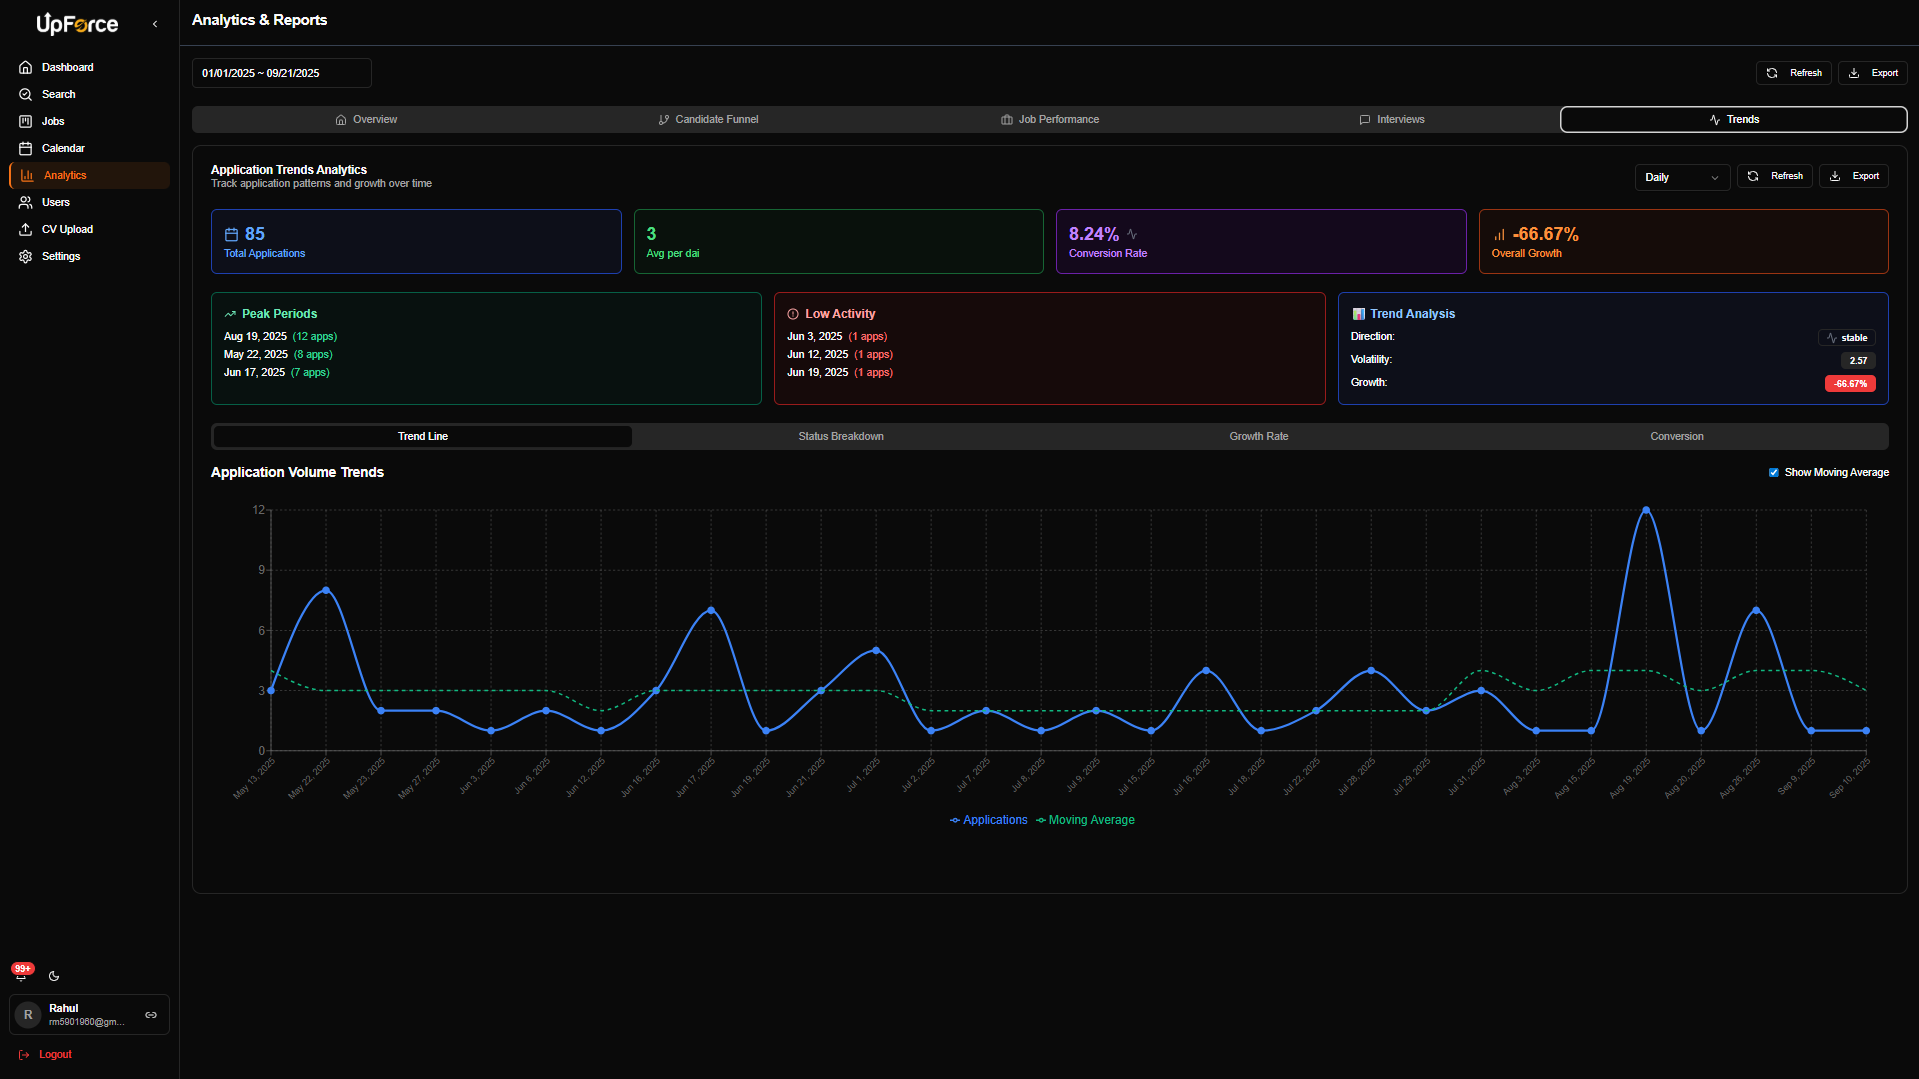 UpForce
Dashboard
Search
Jobs
Calendar
Analytics
Users
CV Upload
Settings
99+
R
Rahul
rm5901960@gm...
Logout
Analytics & Reports
01/01/2025 ~ 09/21/2025
Refresh
Export
Overview
Candidate Funnel
Job Performance
Interviews
Trends
Application Trends Analytics
Track application patterns and growth over time
Daily
Refresh
Export
85
Total Applications
3
Avg per dai
8.24%
Conversion Rate
-66.67%
Overall Growth
Peak Periods
Aug 19, 2025 (12 apps)
May 22, 2025 (8 apps)
Jun 17, 2025 (7 apps)
Low Activity
Jun 3, 2025 (1 apps)
Jun 12, 2025 (1 apps)
Jun 19, 2025 (1 apps)
Trend Analysis
Direction: stable
Volatility: 2.57
Growth: -66.67%
Trend Line
Status Breakdown
Growth Rate
Conversion
Application Volume Trends
Show Moving Average
12
9
6
3
0
May 13, 2025
May 22, 2025
May 23, 2025
May 27, 2025
Jun 3, 2025
Jun 6, 2025
Jun 12, 2025
Jun 16, 2025
Jun 17, 2025
Jun 19, 2025
Jun 21, 2025
Jul 1, 2025
Jul 2, 2025
Jul 7, 2025
Jul 8, 2025
Jul 9, 2025
Jul 15, 2025
Jul 16, 2025
Jul 18, 2025
Jul 22, 2025
Jul 28, 2025
Jul 29, 2025
Jul 31, 2025
Aug 3, 2025
Aug 15, 2025
Aug 19, 2025
Aug 20, 2025
Aug 26, 2025
Sep 9, 2025
Sep 10, 2025
Applications
Moving Average